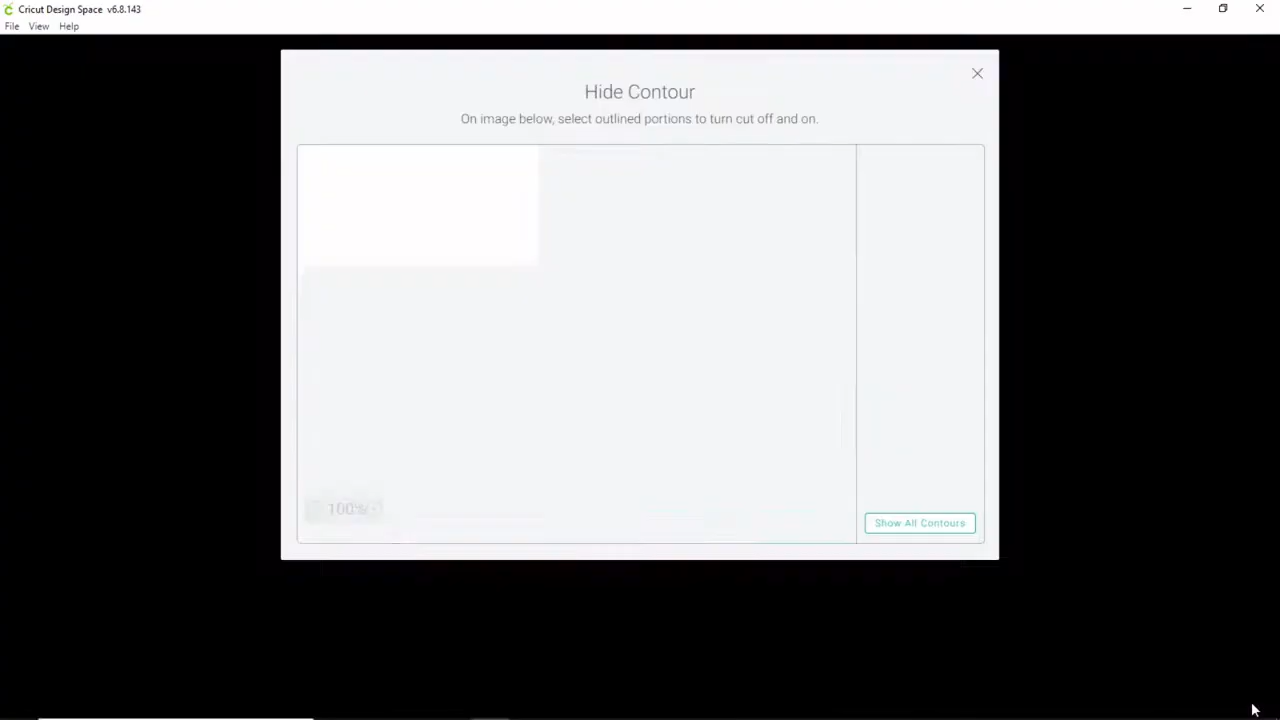 Cricut Design Space v6.8.143
File View Help
Hide Contour
On image below, select outlined portions to turn cut off and on.
100%
Show All Contours